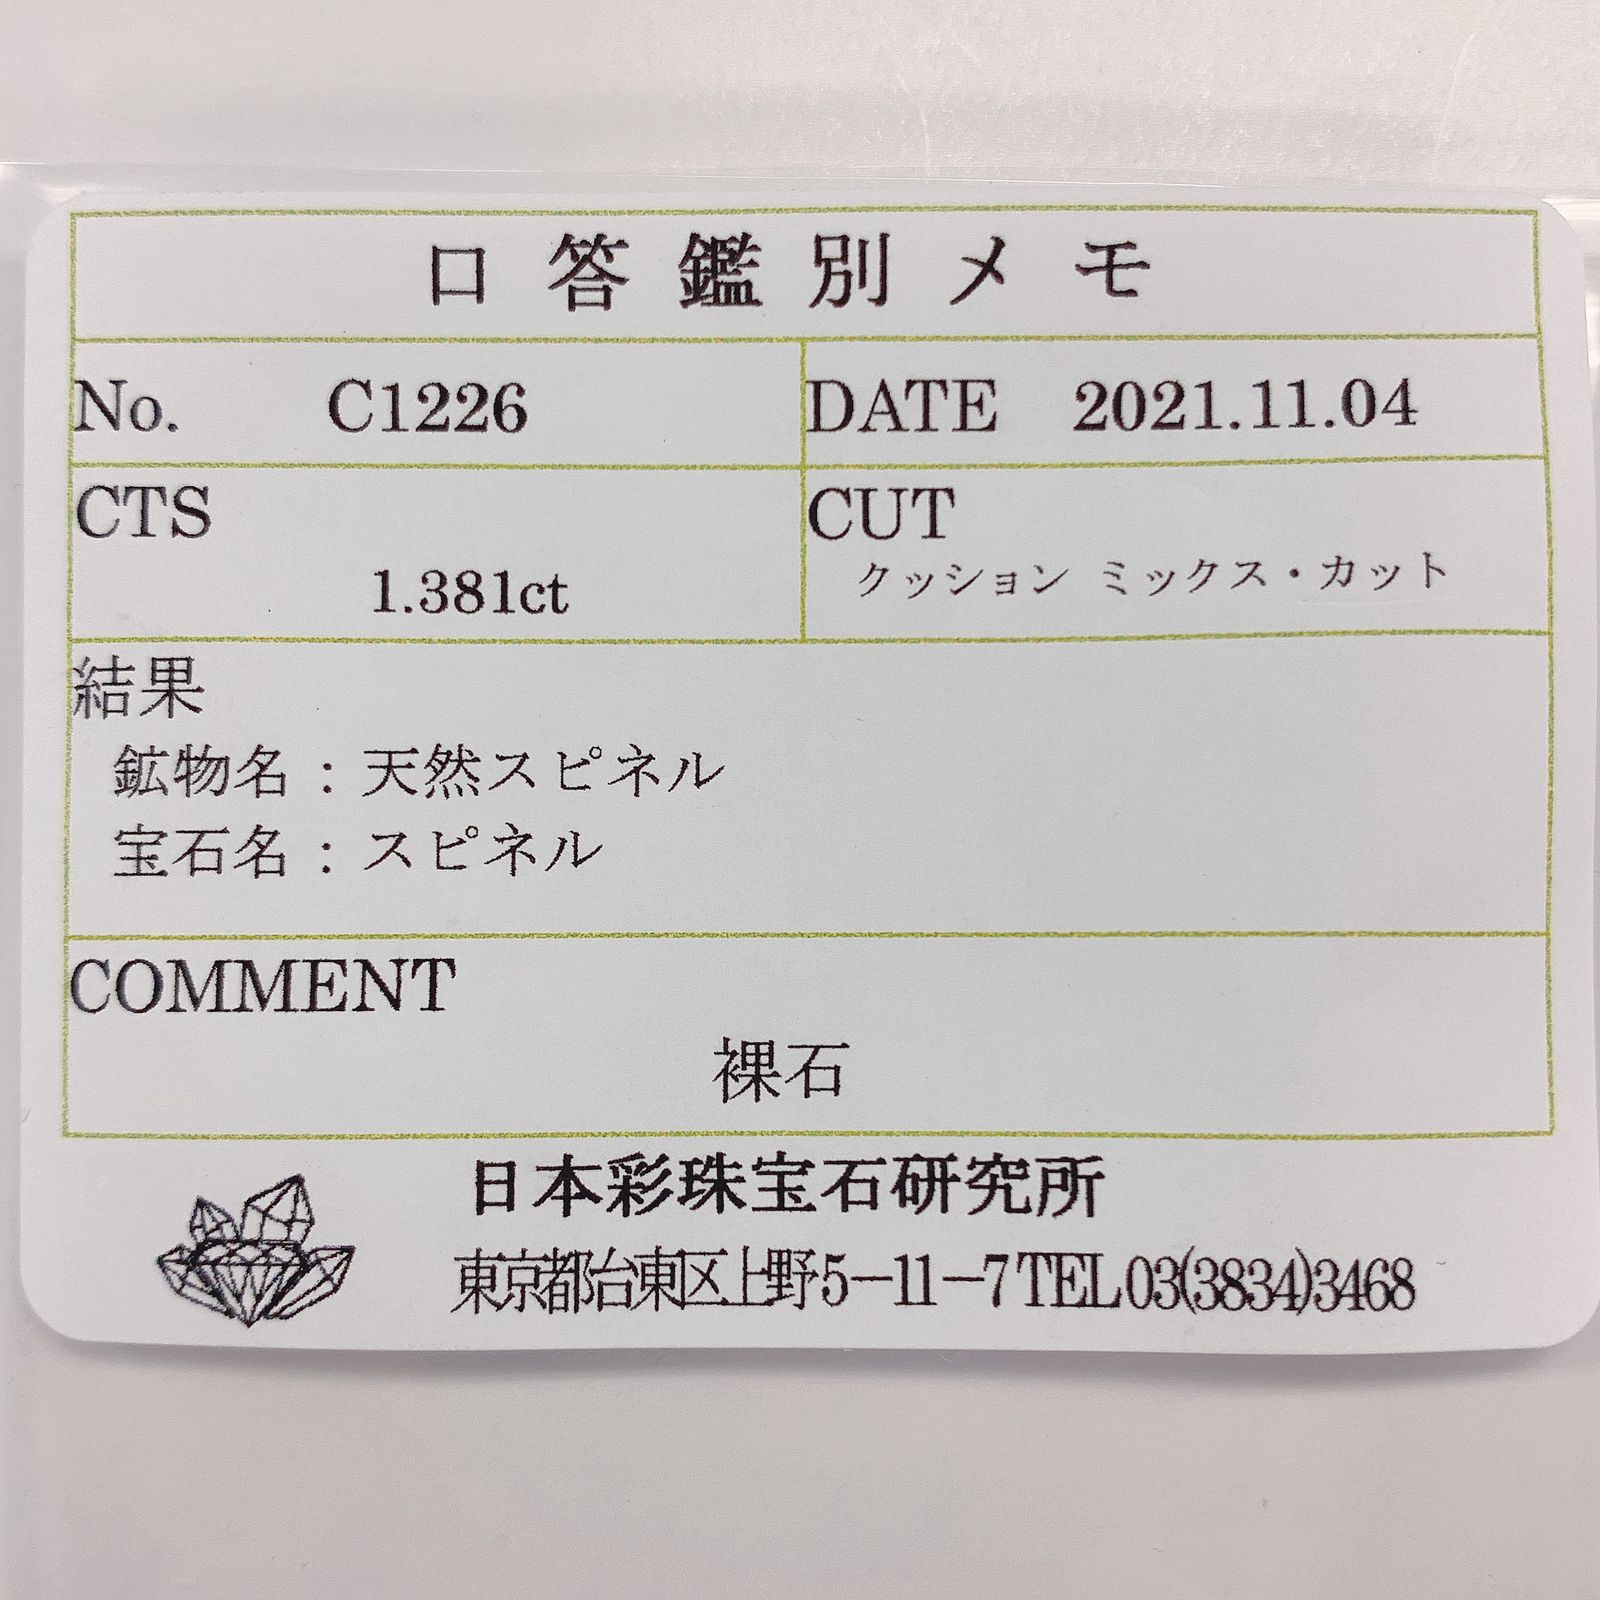 口答鑑別メモ
No. C1226 DATE 2021.11.04
CTS CUT
1.381ct クッション ミックス・カット
結果
鉱物名：天然スピネル
宝石名：スピネル
COMMENT
裸石
日本彩珠宝石研究所
東京都台東区上野5−11−7 TEL 03(3834)3468